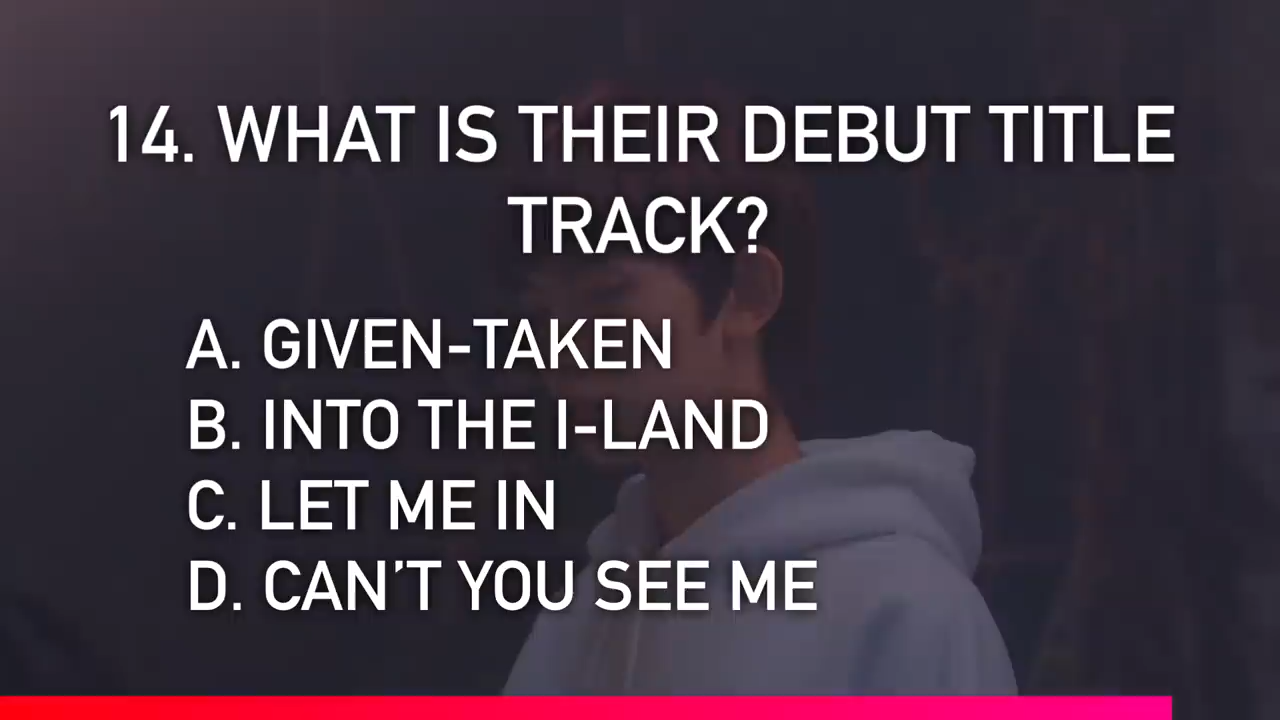 14. WHAT IS THEIR DEBUT TITLE
TRACK?
A. GIVEN-TAKEN
B. INTO THE I-LAND
C. LET ME IN
D. CAN’T YOU SEE ME